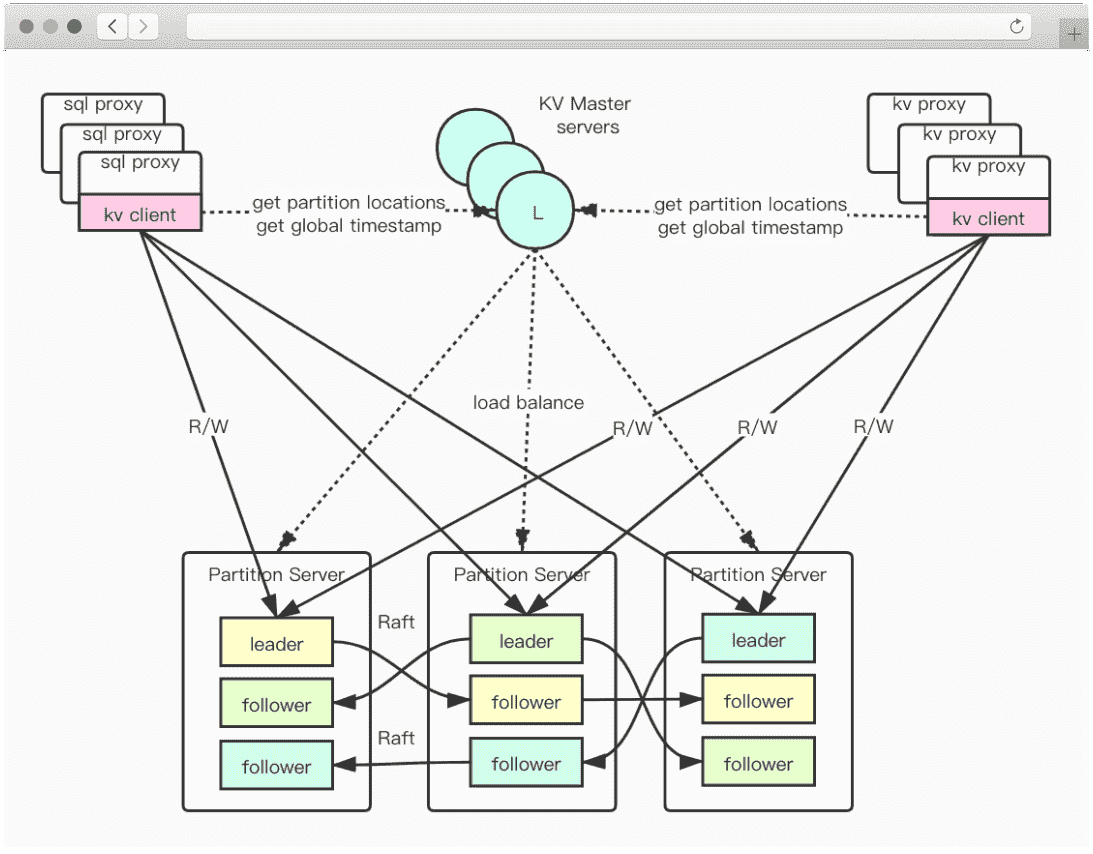 sql proxy
sql proxy
sql proxy
kv client
KV Master
servers
L
kv proxy
kv proxy
kv proxy
kv client
get partition locations
get global timestamp
get partition locations
get global timestamp
load balance
R/W
R/W
R/W
R/W
Partition Server
leader
follower
follower
Raft
Raft
Partition Server
leader
follower
follower
Partition Server
leader
follower
follower